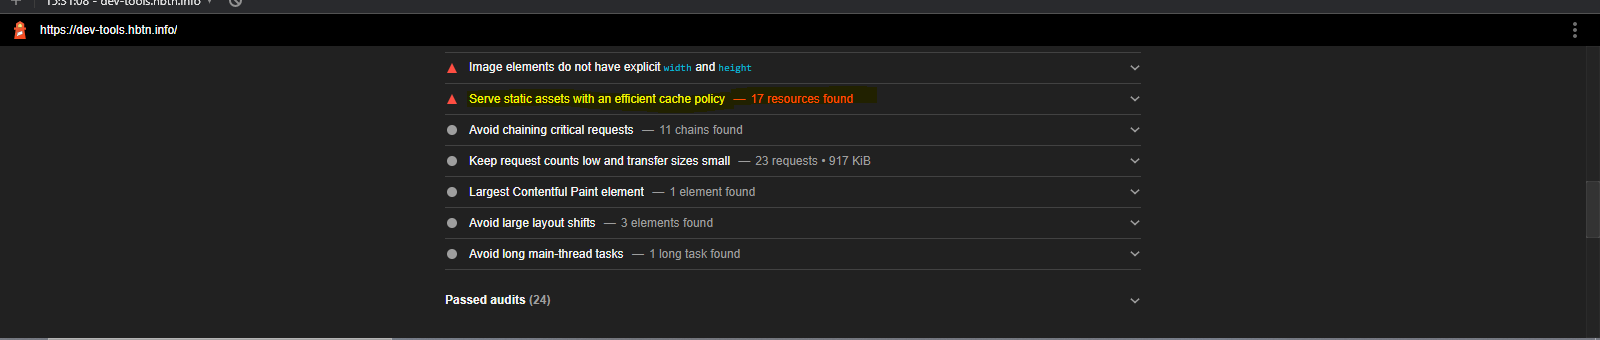 15:31:08 - dev-tools.hbtn.info
https://dev-tools.hbtn.info/
Image elements do not have explicit width and height
Serve static assets with an efficient cache policy — 17 resources found
Avoid chaining critical requests — 11 chains found
Keep request counts low and transfer sizes small — 23 requests • 917 KiB
Largest Contentful Paint element — 1 element found
Avoid large layout shifts — 3 elements found
Avoid long main-thread tasks — 1 long task found
Passed audits (24)